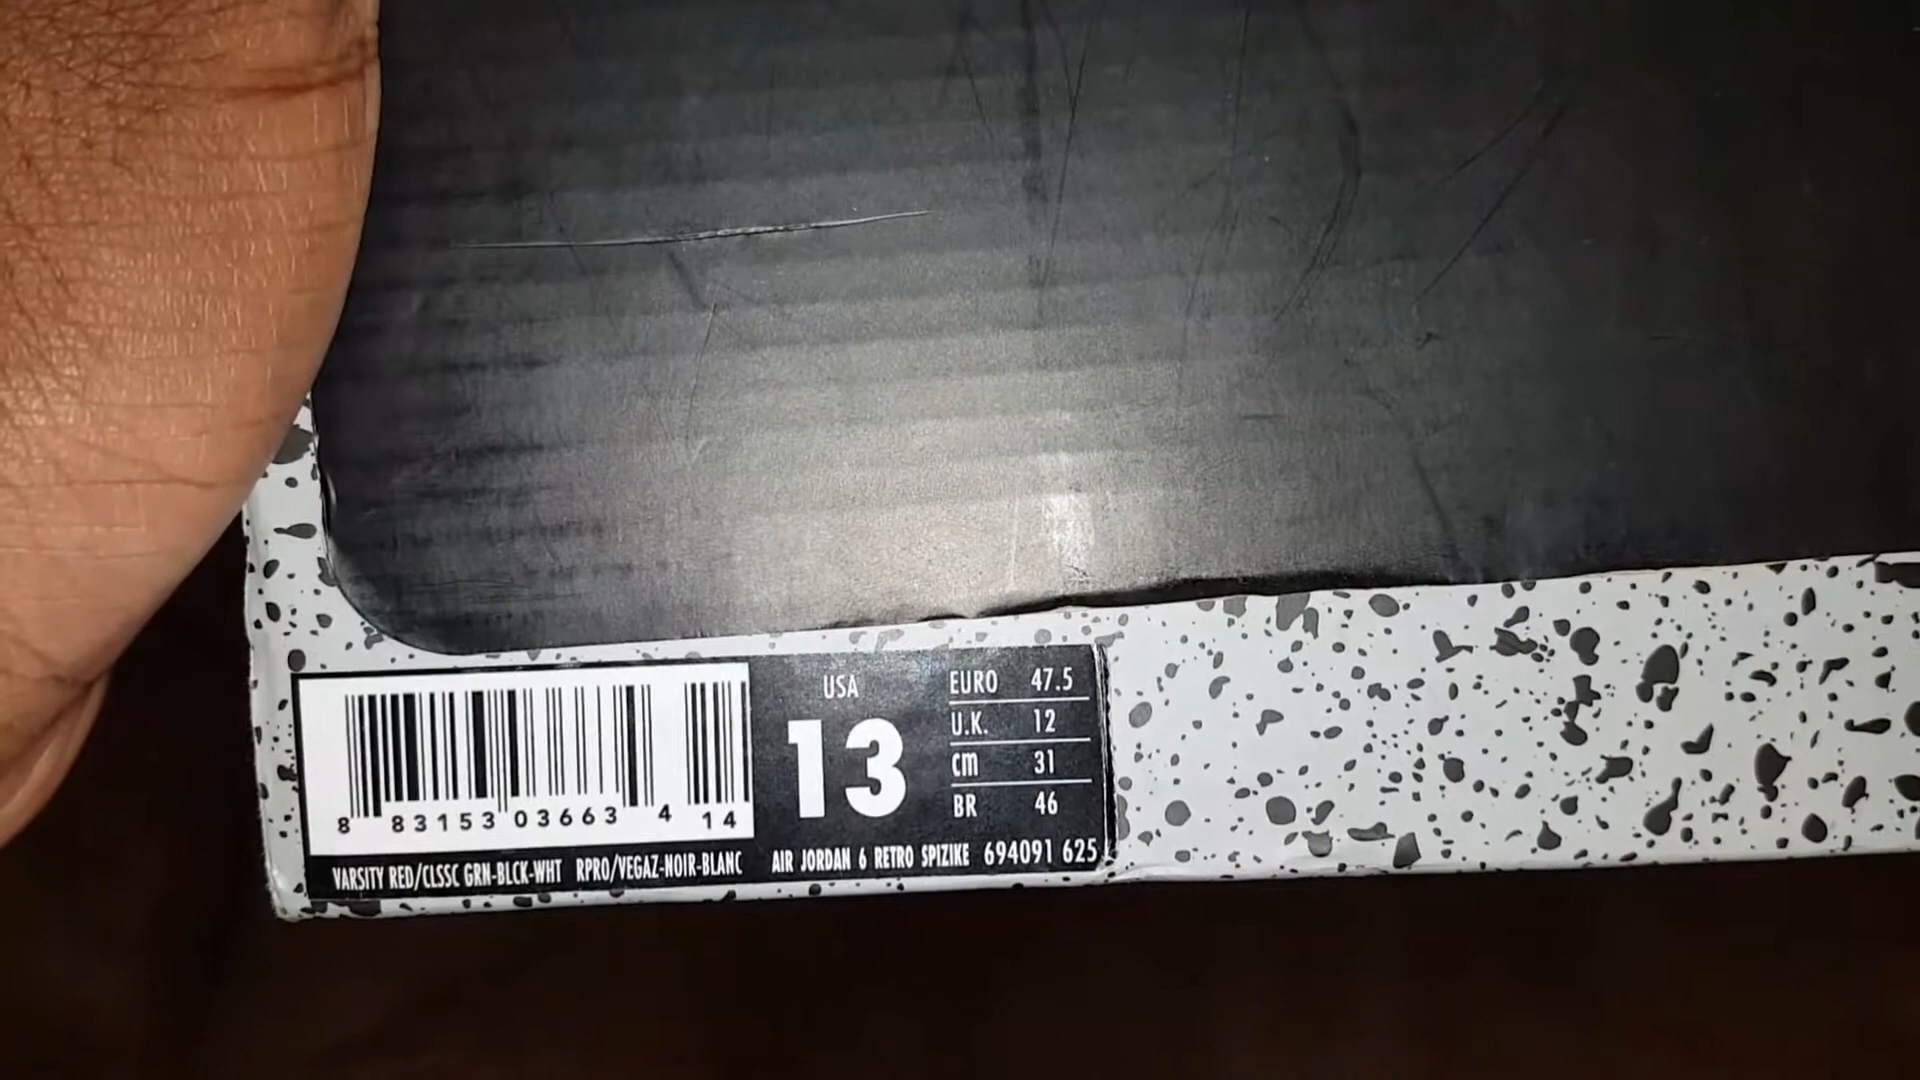 USA
13
EURO 47.5
U.K. 12
cm 31
BR 46
8 83153 03663 4 14
VARSITY RED/CLSSC GRN-BLCK-WHT RPRO/VEGAZ-NOIR-BLANC AIR JORDAN 6 RETRO SPIZIKE 694091 625